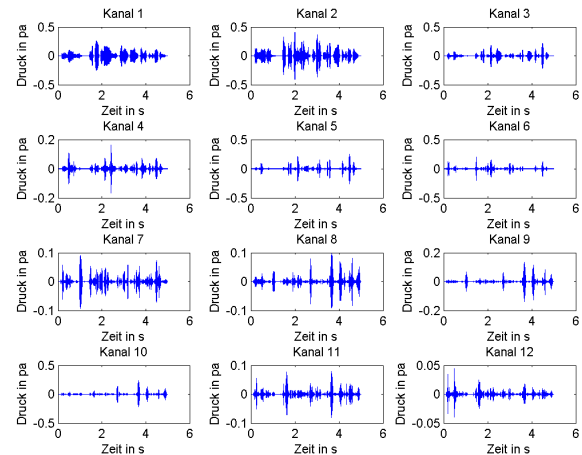 Kanal 1 Kanal 2 Kanal 3
0.5 0.5 0.5
Druck in pa Druck in pa Druck in pa
0 0 0
-0.5 -0.5 -0.5
0 2 4 6 0 2 4 6 0 2 4 6
Zeit in s Zeit in s Zeit in s
Kanal 4 Kanal 5 Kanal 6
0.2 0.5 0.5
Druck in pa Druck in pa Druck in pa
0 0 0
-0.2 -0.5 -0.5
0 2 4 6 0 2 4 6 0 2 4 6
Zeit in s Zeit in s Zeit in s
Kanal 7 Kanal 8 Kanal 9
0.1 0.1 0.2
Druck in pa Druck in pa Druck in pa
0 0 0
-0.1 -0.1 -0.2
0 2 4 6 0 2 4 6 0 2 4 6
Zeit in s Zeit in s Zeit in s
Kanal 10 Kanal 11 Kanal 12
0.5 0.1 0.05
Druck in pa Druck in pa Druck in pa
0 0 0
-0.5 -0.1 -0.05
0 2 4 6 0 2 4 6 0 2 4 6
Zeit in s Zeit in s Zeit in s